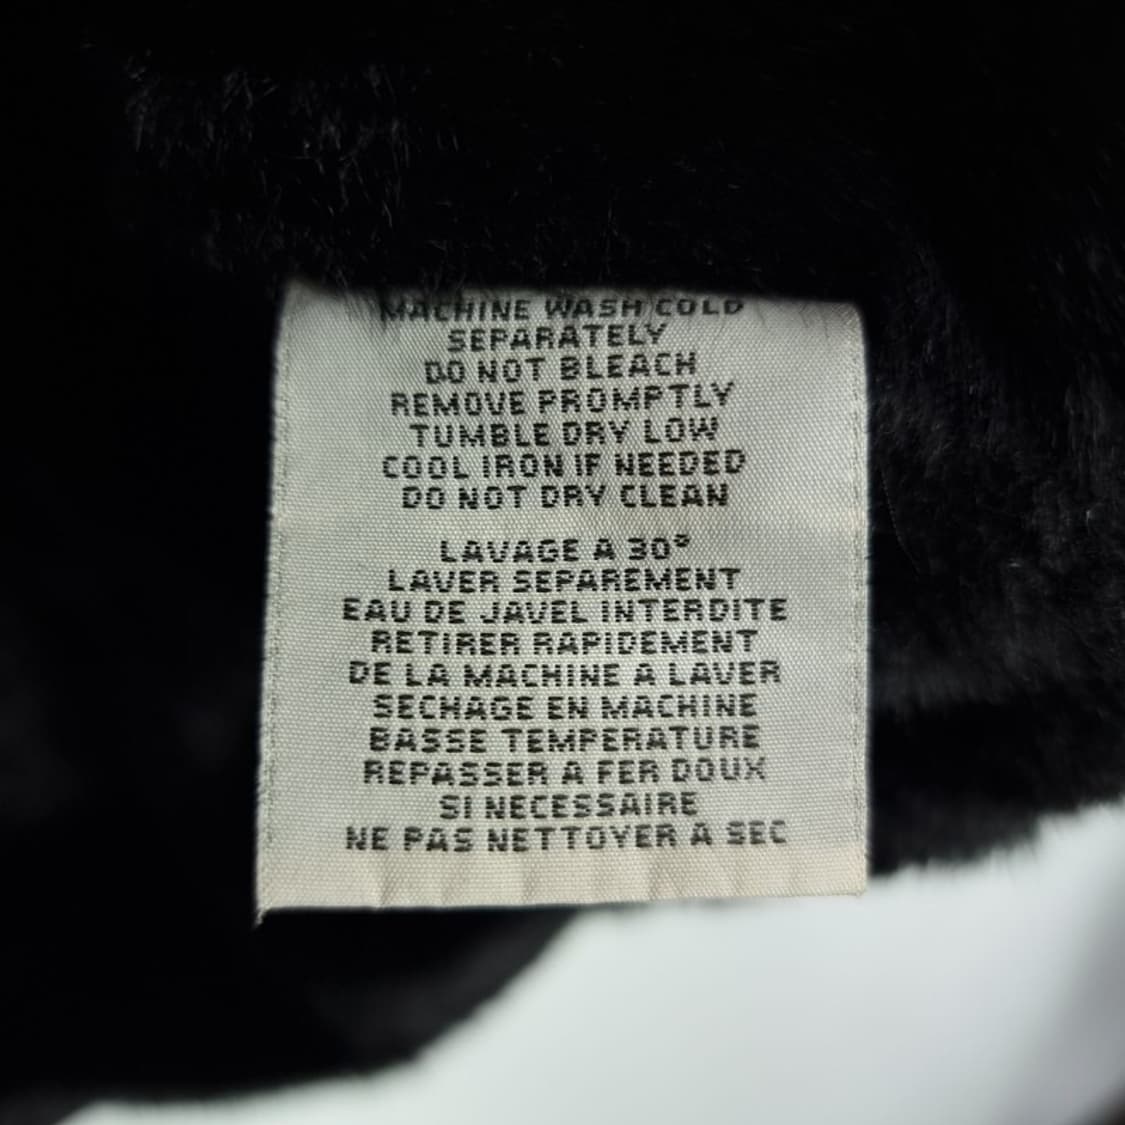 MACHINE WASH COLD
SEPARATELY
DO NOT BLEACH
REMOVE PROMPTLY
TUMBLE DRY LOW
COOL IRON IF NEEDED
DO NOT DRY CLEAN
LAVAGE A 30°
LAVER SEPAREMENT
EAU DE JAVEL INTERDITE
RETIRER RAPIDEMENT
DE LA MACHINE A LAVER
SECHAGE EN MACHINE
BASSE TEMPERATURE
REPASSER A FER DOUX
SI NECESSAIRE
NE PAS NETTOYER A SEC